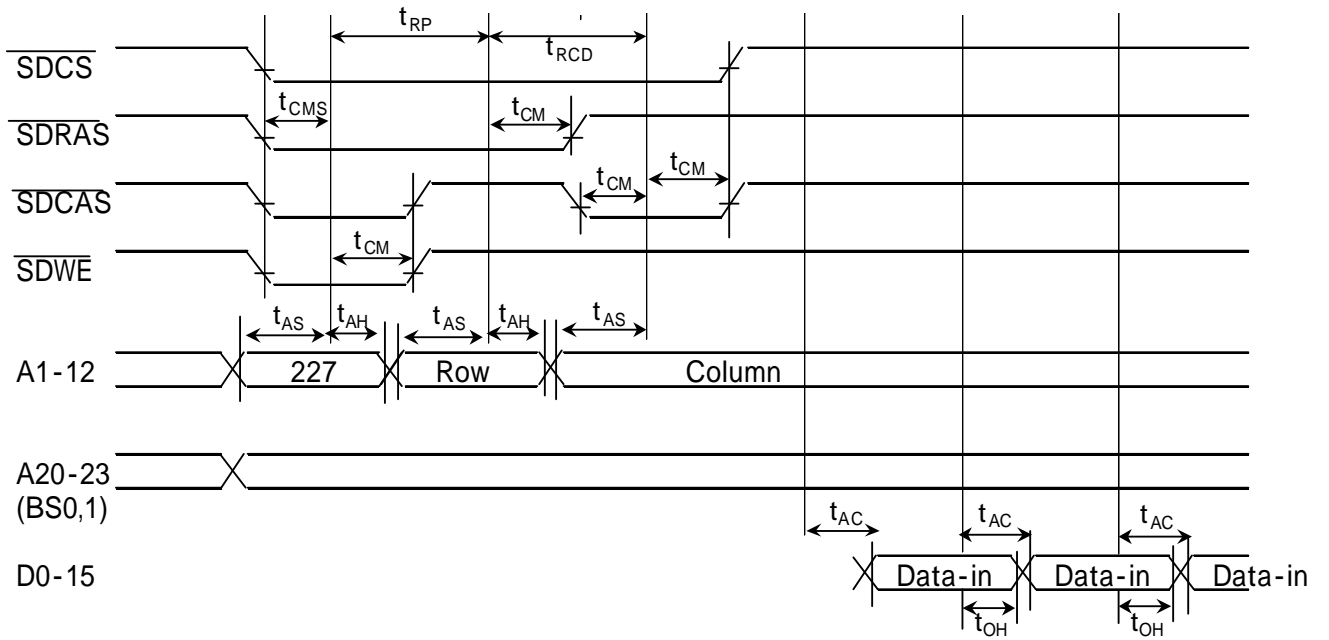 tRP
tRCD
SDCS
tCMS
tCM
SDRAS
tCM
tCM
SDCAS
tCM
SDWE
tAS tAH tAS tAH tAS
A1-12 227 Row Column
A20-23
(BS0,1)
tAC tAC tAC
D0-15 Data-in Data-in Data-in
tOH tOH